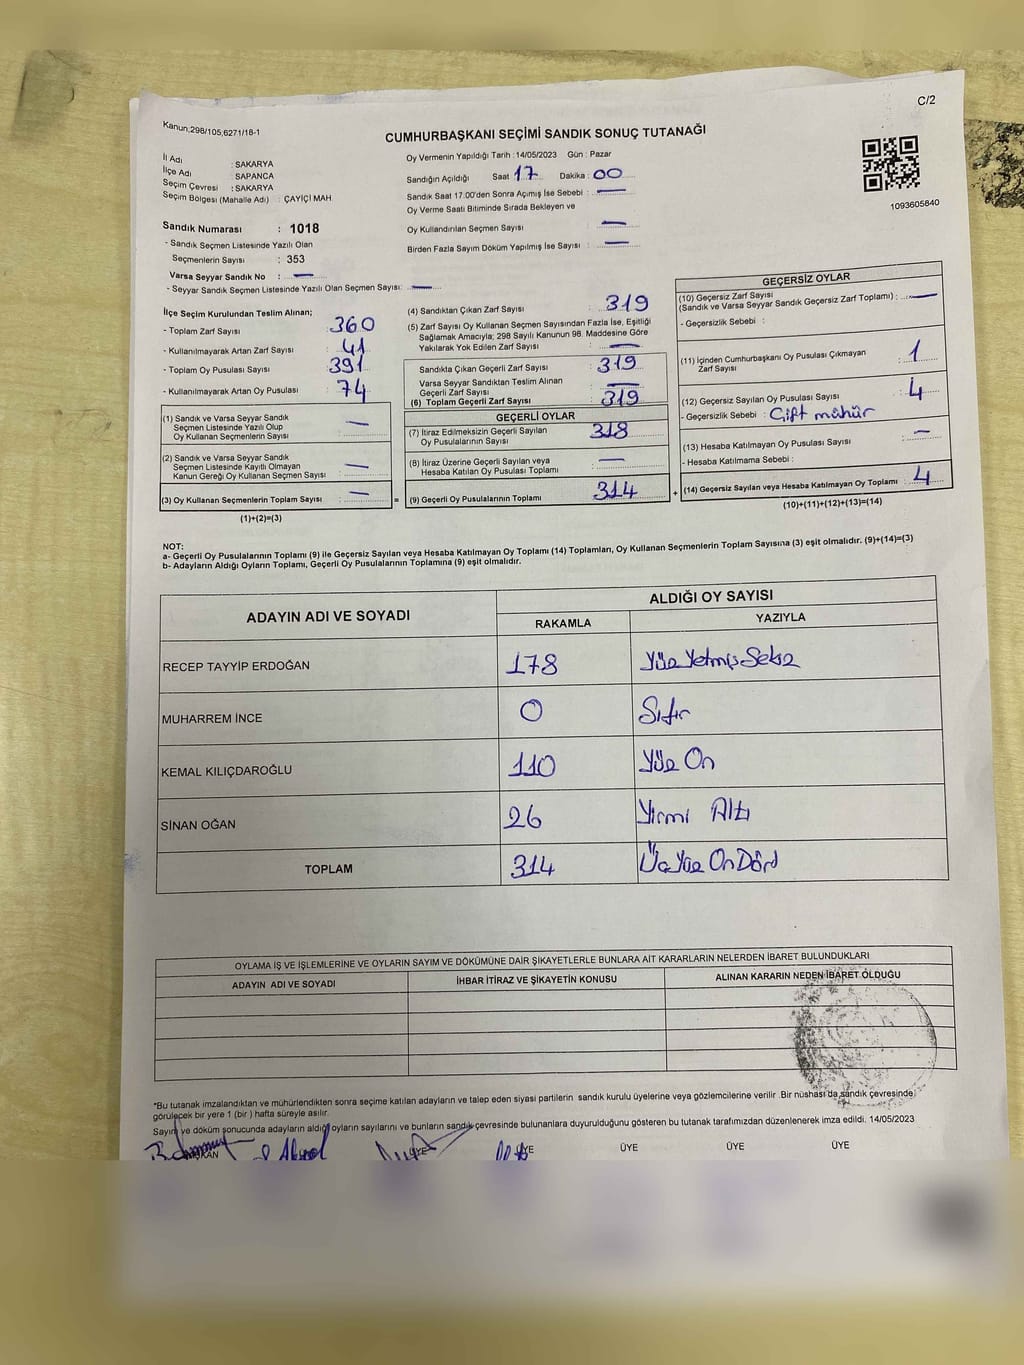 C/2
Kanun,298/105,6271/18-1
CUMHURBAŞKANI SEÇİMİ SANDIK SONUÇ TUTANAĞI
İl Adı : SAKARYA
İlçe Adı : SAPANCA
Seçim Çevresi : SAKARYA
Seçim Bölgesi (Mahalle Adı) : ÇAYİÇİ MAH.
Oy Vermenin Yapıldığı Tarih : 14/05/2023 Gün : Pazar
Sandığın Açıldığı Saat 17 Dakika : 00
Sandık Saat 17.00'den Sonra Açılmış İse Sebebi : —
Oy Verme Saati Bitiminde Sırada Bekleyen ve
Oy Kullandırılan Seçmen Sayısı : —
Birden Fazla Sayım Döküm Yapılmış İse Sayısı : —
1093605840
Sandık Numarası : 1018
- Sandık Seçmen Listesinde Yazılı Olan
Seçmenlerin Sayısı : 353
Varsa Seyyar Sandık No : —
- Seyyar Sandık Seçmen Listesinde Yazılı Olan Seçmen Sayısı: —
İlçe Seçim Kurulundan Teslim Alınan;
- Toplam Zarf Sayısı 360
- Kullanılmayarak Artan Zarf Sayısı 41
- Toplam Oy Pusulası Sayısı 391
- Kullanılmayarak Artan Oy Pusulası 74
(1) Sandık ve Varsa Seyyar Sandık
Seçmen Listesinde Yazılı Olup
Oy Kullanan Seçmenlerin Sayısı —
(2) Sandık ve Varsa Seyyar Sandık
Seçmen Listesinde Kayıtlı Olmayan
Kanun Gereği Oy Kullanan Seçmen Sayısı —
(3) Oy Kullanan Seçmenlerin Toplam Sayısı — =
(1)+(2)=(3)
(4) Sandıktan Çıkan Zarf Sayısı : 319
(5) Zarf Sayısı Oy Kullanan Seçmen Sayısından Fazla İse, Eşitliği
Sağlamak Amacıyla; 298 Sayılı Kanunun 98. Maddesine Göre
Yakılarak Yok Edilen Zarf Sayısı : —
Sandıkta Çıkan Geçerli Zarf Sayısı : 319
Varsa Seyyar Sandıktan Teslim Alınan
Geçerli Zarf Sayısı : —
(6) Toplam Geçerli Zarf Sayısı : 319
GEÇERLİ OYLAR
(7) İtiraz Edilmeksizin Geçerli Sayılan
Oy Pusulalarının Sayısı : 318
(8) İtiraz Üzerine Geçerli Sayılan veya
Hesaba Katılan Oy Pusulası Toplamı : —
(9) Geçerli Oy Pusulalarının Toplamı : 314 +
GEÇERSİZ OYLAR
(10) Geçersiz Zarf Sayısı
(Sandık ve Varsa Seyyar Sandık Geçersiz Zarf Toplamı) : —
- Geçersizlik Sebebi :
(11) İçinden Cumhurbaşkanı Oy Pusulası Çıkmayan
Zarf Sayısı : 1
(12) Geçersiz Sayılan Oy Pusulası Sayısı : 4
- Geçersizlik Sebebi : Çift mühür
(13) Hesaba Katılmayan Oy Pusulası Sayısı : —
- Hesaba Katılmama Sebebi :
(14) Geçersiz Sayılan veya Hesaba Katılmayan Oy Toplamı : 4
(10)+(11)+(12)+(13)=(14)
NOT:
a- Geçerli Oy Pusulalarının Toplamı (9) ile Geçersiz Sayılan veya Hesaba Katılmayan Oy Toplamı (14) Toplamları, Oy Kullanan Seçmenlerin Toplam Sayısına (3) eşit olmalıdır. (9)+(14)=(3)
b- Adayların Aldığı Oyların Toplamı, Geçerli Oy Pusulalarının Toplamına (9) eşit olmalıdır.
ADAYIN ADI VE SOYADI ALDIĞI OY SAYISI
RAKAMLA YAZIYLA
RECEP TAYYİP ERDOĞAN 178 Yüz Yetmiş Sekiz
MUHARREM İNCE 0 Sıfır
KEMAL KILIÇDAROĞLU 110 Yüz On
SİNAN OĞAN 26 Yirmi Altı
TOPLAM 314 Üç Yüz On Dörd
OYLAMA İŞ VE İŞLEMLERİNE VE OYLARIN SAYIM VE DÖKÜMÜNE DAİR ŞİKAYETLERLE BUNLARA AİT KARARLARIN NELERDEN İBARET BULUNDUKLARI
ADAYIN ADI VE SOYADI İHBAR İTİRAZ VE ŞİKAYETİN KONUSU ALINAN KARARIN NEDEN İBARET OLDUĞU
*Bu tutanak imzalandıktan ve mühürlendikten sonra seçime katılan adayların ve talep eden siyasi partilerin sandık kurulu üyelerine veya gözlemcilerine verilir. Bir nüshası da sandık çevresinde
görülecek bir yere 1 (bir) hafta süreyle asılır.
Sayım ve döküm sonucunda adayların aldığı oyların sayılarını ve bunların sandık çevresinde bulunanlara duyurulduğunu gösteren bu tutanak tarafımızdan düzenlenerek imza edildi. 14/05/2023
ÜYE ÜYE ÜYE ÜYE ÜYE